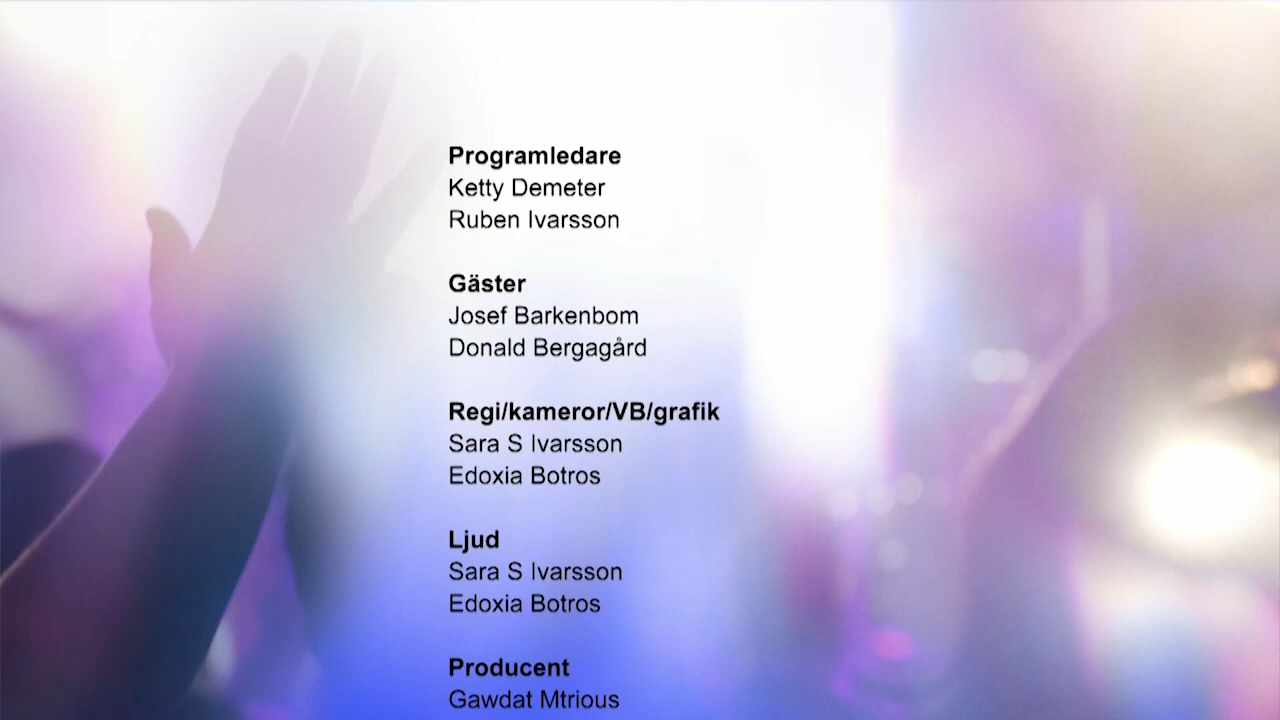 Programledare
Ketty Demeter
Ruben Ivarsson
Gäster
Josef Barkenbom
Donald Bergagård
Regi/kameror/VB/grafik
Sara S Ivarsson
Edoxia Botros
Ljud
Sara S Ivarsson
Edoxia Botros
Producent
Gawdat Mtrious